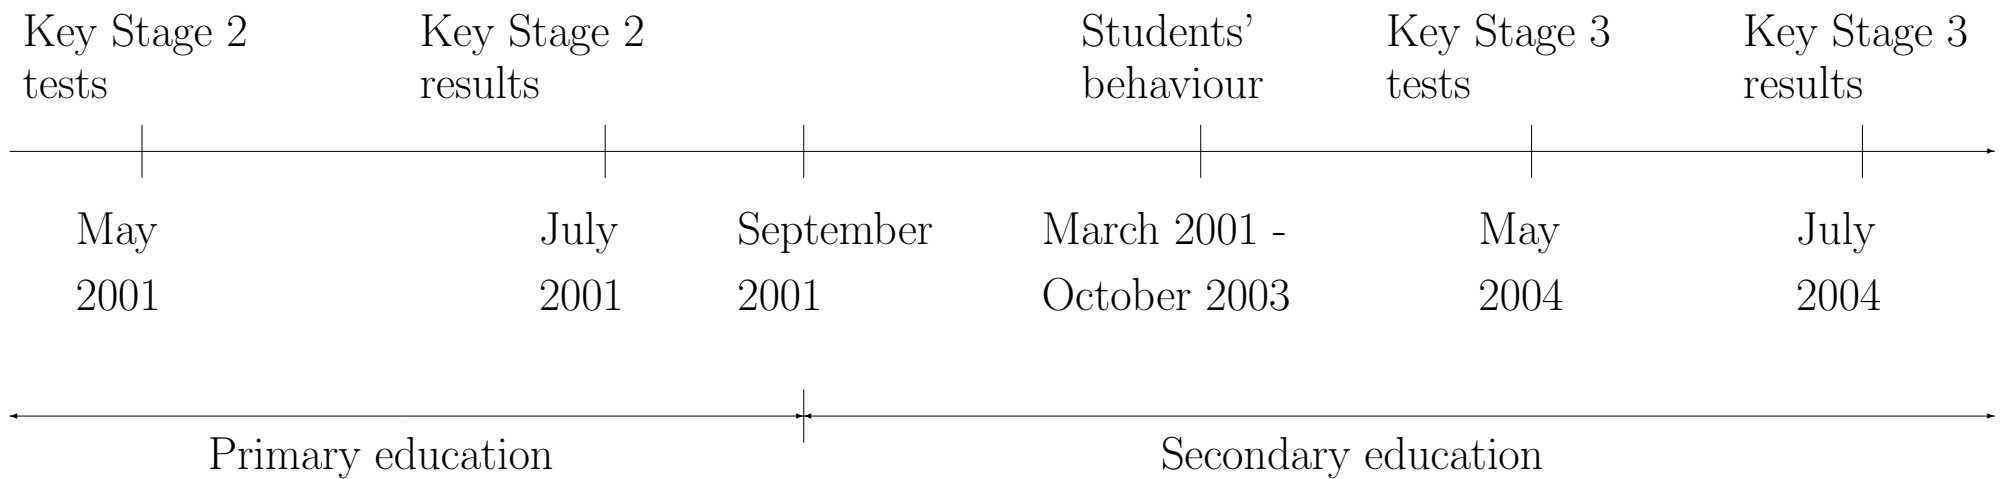 Key Stage 2
tests
Key Stage 2
results
Students'
behaviour
Key Stage 3
tests
Key Stage 3
results
May
2001
July
2001
September
2001
March 2001 -
October 2003
May
2004
July
2004
Primary education
Secondary education